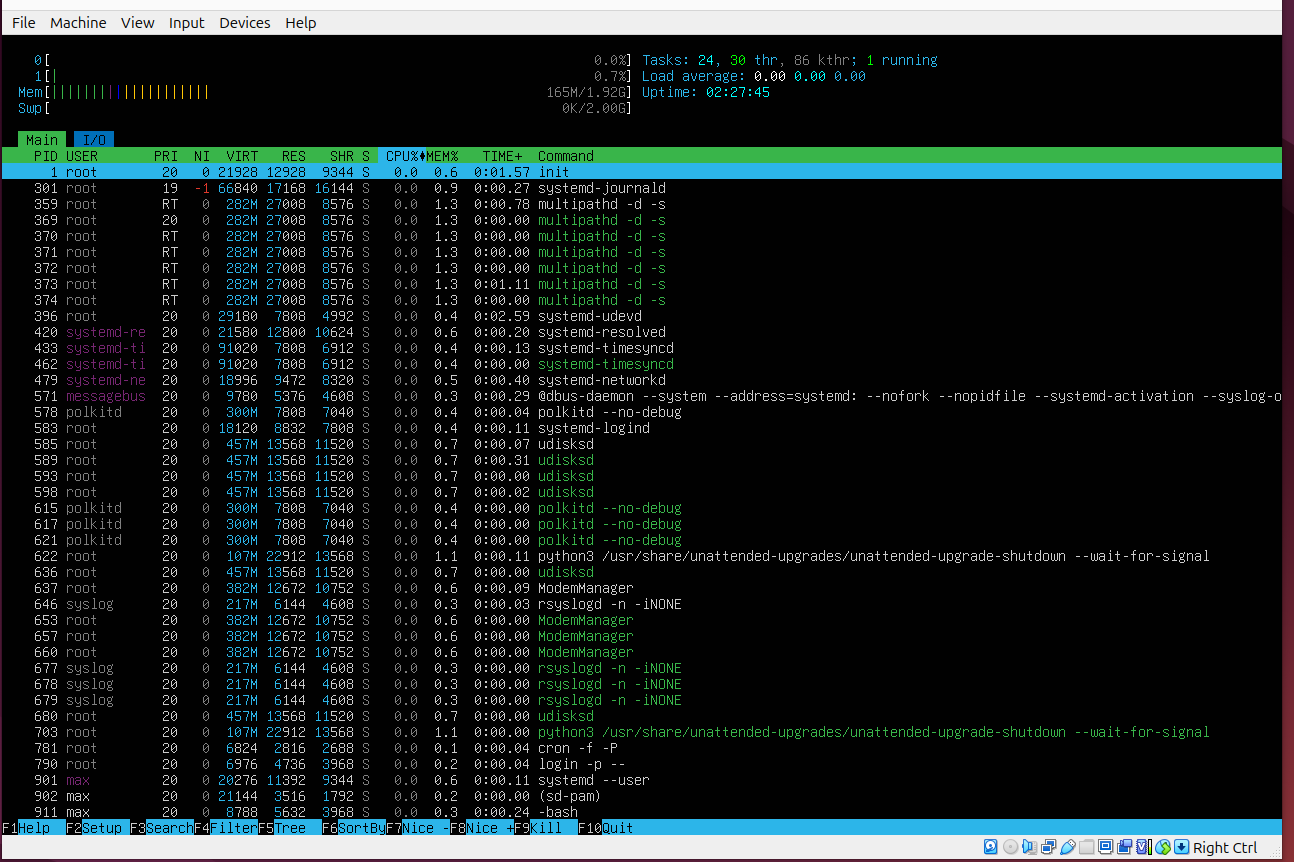 File Machine View Input Devices Help
0[ 0.0%] Tasks: 24, 30 thr, 86 kthr; 1 running
1[| 0.7%] Load average: 0.00 0.00 0.00
Mem[|||||||||||||||||||| 165M/1.92G] Uptime: 02:27:45
Swp[ 0K/2.00G]
Main I/O
PID USER PRI NI VIRT RES SHR S CPU%♦MEM% TIME+ Command
1 root 20 0 21928 12928 9344 S 0.0 0.6 0:01.57 init
301 root 19 -1 66840 17168 16144 S 0.0 0.9 0:00.27 systemd-journald
359 root RT 0 282M 27008 8576 S 0.0 1.3 0:00.78 multipathd -d -s
369 root 20 0 282M 27008 8576 S 0.0 1.3 0:00.00 multipathd -d -s
370 root RT 0 282M 27008 8576 S 0.0 1.3 0:00.00 multipathd -d -s
371 root RT 0 282M 27008 8576 S 0.0 1.3 0:00.00 multipathd -d -s
372 root RT 0 282M 27008 8576 S 0.0 1.3 0:00.00 multipathd -d -s
373 root RT 0 282M 27008 8576 S 0.0 1.3 0:01.11 multipathd -d -s
374 root RT 0 282M 27008 8576 S 0.0 1.3 0:00.00 multipathd -d -s
396 root 20 0 29180 7808 4992 S 0.0 0.4 0:02.59 systemd-udevd
420 systemd-re 20 0 21580 12800 10624 S 0.0 0.6 0:00.20 systemd-resolved
433 systemd-ti 20 0 91020 7808 6912 S 0.0 0.4 0:00.13 systemd-timesyncd
462 systemd-ti 20 0 91020 7808 6912 S 0.0 0.4 0:00.00 systemd-timesyncd
479 systemd-ne 20 0 18996 9472 8320 S 0.0 0.5 0:00.40 systemd-networkd
571 messagebus 20 0 9780 5376 4608 S 0.0 0.3 0:00.29 @dbus-daemon --system --address=systemd: --nofork --nopidfile --systemd-activation --syslog-o
578 polkitd 20 0 300M 7808 7040 S 0.0 0.4 0:00.04 polkitd --no-debug
583 root 20 0 18120 8832 7808 S 0.0 0.4 0:00.11 systemd-logind
585 root 20 0 457M 13568 11520 S 0.0 0.7 0:00.07 udisksd
589 root 20 0 457M 13568 11520 S 0.0 0.7 0:00.31 udisksd
593 root 20 0 457M 13568 11520 S 0.0 0.7 0:00.00 udisksd
598 root 20 0 457M 13568 11520 S 0.0 0.7 0:00.02 udisksd
615 polkitd 20 0 300M 7808 7040 S 0.0 0.4 0:00.00 polkitd --no-debug
617 polkitd 20 0 300M 7808 7040 S 0.0 0.4 0:00.00 polkitd --no-debug
621 polkitd 20 0 300M 7808 7040 S 0.0 0.4 0:00.00 polkitd --no-debug
622 root 20 0 107M 22912 13568 S 0.0 1.1 0:00.11 python3 /usr/share/unattended-upgrades/unattended-upgrade-shutdown --wait-for-signal
636 root 20 0 457M 13568 11520 S 0.0 0.7 0:00.00 udisksd
637 root 20 0 382M 12672 10752 S 0.0 0.6 0:00.09 ModemManager
646 syslog 20 0 217M 6144 4608 S 0.0 0.3 0:00.03 rsyslogd -n -iNONE
653 root 20 0 382M 12672 10752 S 0.0 0.6 0:00.00 ModemManager
657 root 20 0 382M 12672 10752 S 0.0 0.6 0:00.00 ModemManager
660 root 20 0 382M 12672 10752 S 0.0 0.6 0:00.00 ModemManager
677 syslog 20 0 217M 6144 4608 S 0.0 0.3 0:00.00 rsyslogd -n -iNONE
678 syslog 20 0 217M 6144 4608 S 0.0 0.3 0:00.00 rsyslogd -n -iNONE
679 syslog 20 0 217M 6144 4608 S 0.0 0.3 0:00.00 rsyslogd -n -iNONE
680 root 20 0 457M 13568 11520 S 0.0 0.7 0:00.00 udisksd
703 root 20 0 107M 22912 13568 S 0.0 1.1 0:00.00 python3 /usr/share/unattended-upgrades/unattended-upgrade-shutdown --wait-for-signal
781 root 20 0 6824 2816 2688 S 0.0 0.1 0:00.04 cron -f -P
790 root 20 0 6976 4736 3968 S 0.0 0.2 0:00.04 login -p --
901 max 20 0 20276 11392 9344 S 0.0 0.6 0:00.11 systemd --user
902 max 20 0 21144 3516 1792 S 0.0 0.2 0:00.00 (sd-pam)
911 max 20 0 8788 5632 3968 S 0.0 0.3 0:00.24 -bash
F1Help F2Setup F3SearchF4FilterF5Tree F6SortByF7Nice -F8Nice +F9Kill F10Quit
Right Ctrl